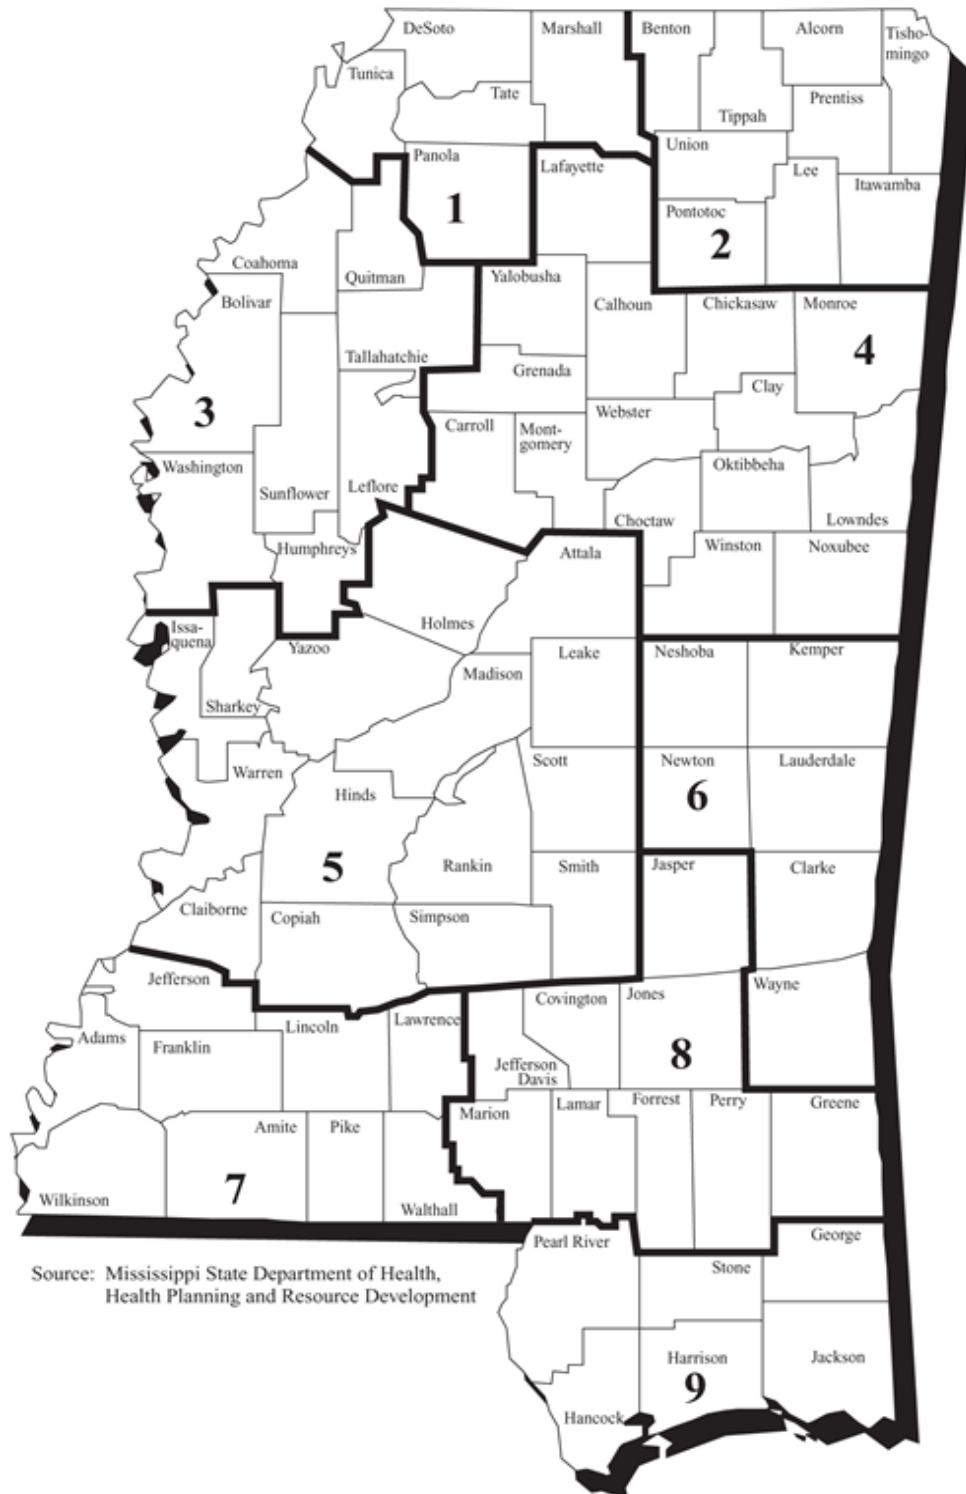 DeSoto
Marshall
Benton
Alcorn
Tisho-
mingo
Tunica
Tate
Prentiss
Tippah
Panola
Lafayette
Union
Lee
Itawamba
1
Pontotoc
2
Coahoma
Quitman
Yalobusha
Bolivar
Calhoun
Chickasaw
Monroe
4
Tallahatchie
Grenada
Clay
3
Carroll
Mont-
gomery
Webster
Washington
Oktibbeha
Sunflower
Leflore
Choctaw
Lowndes
Humphreys
Attala
Winston
Noxubee
Issa-
quena
Yazoo
Holmes
Leake
Neshoba
Kemper
Madison
Sharkey
Warren
Scott
Newton
Lauderdale
Hinds
6
5
Rankin
Smith
Jasper
Clarke
Claiborne
Copiah
Simpson
Jefferson
Covington
Jones
Wayne
Adams
Lincoln
Lawrence
Franklin
8
Jefferson
Davis
Marion
Lamar
Forrest
Perry
Greene
Amite
Pike
7
Wilkinson
Walthall
Pearl River
George
Stone
Source: Mississippi State Department of Health,
Health Planning and Resource Development
Harrison
Jackson
9
Hancock